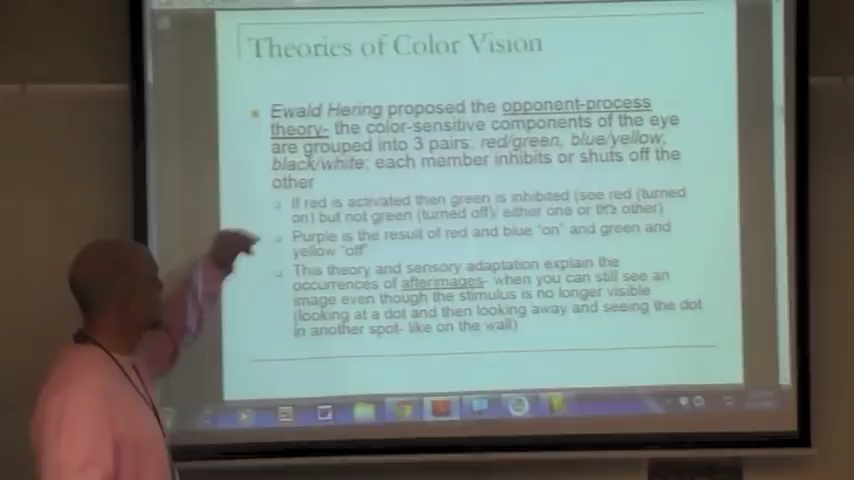 Theories of Color Vision
Ewald Hering proposed the opponent-process
theory- the color-sensitive components of the eye
are grouped into 3 pairs: red/green, blue/yellow,
black/white; each member inhibits or shuts off the
other
If red is activated then green is inhibited (see red (turned
on) but not green (turned off)/ either one or the other)
Purple is the result of red and blue "on" and green and
yellow "off"
This theory and sensory adaptation explain the
occurrences of afterimages- when you can still see an
image even though the stimulus is no longer visible
(looking at a dot and then looking away and seeing the dot
in another spot- like on the wall)